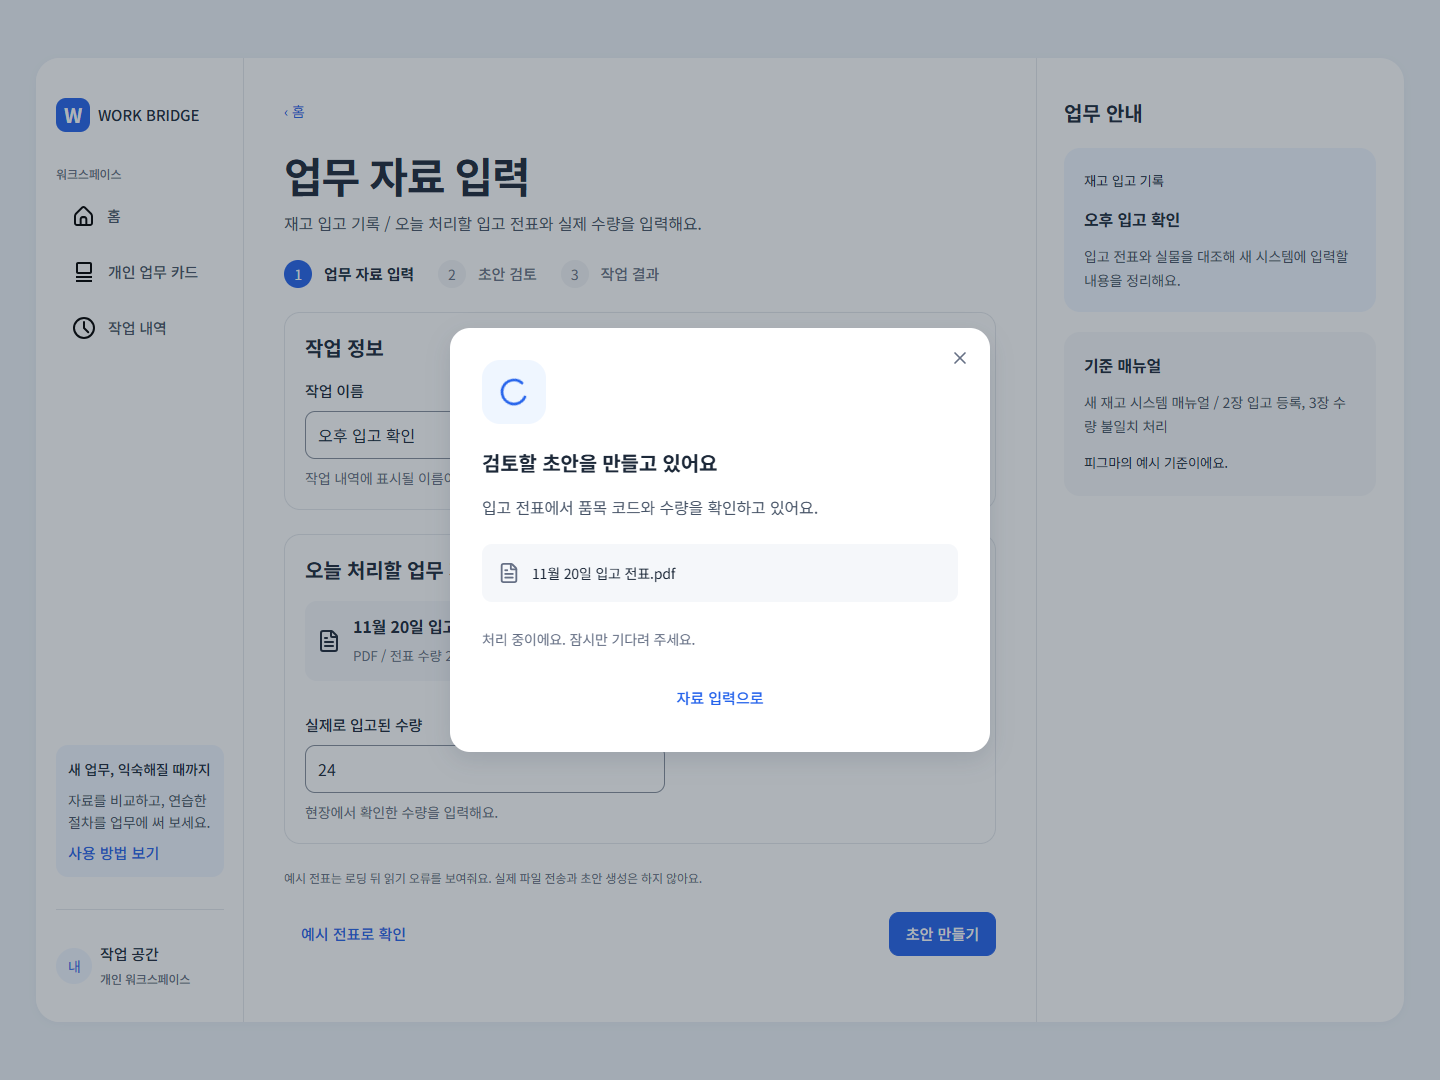 W WORK BRIDGE
워크스페이스
홈
개인 업무 카드
작업 내역
새 업무, 익숙해질 때까지
자료를 비교하고, 연습한
절차를 업무에 써 보세요.
사용 방법 보기
내
작업 공간
개인 워크스페이스
‹ 홈
업무 자료 입력
재고 입고 기록 / 오늘 처리할 입고 전표와 실제 수량을 입력해요.
1 업무 자료 입력 2 초안 검토 3 작업 결과
작업 정보
작업 이름
오후 입고 확인
작업 내역에 표시될 이름이
오늘 처리할 업무
11월 20일 입고
PDF / 전표 수량 2
실제로 입고된 수량
24
현장에서 확인한 수량을 입력해요.
예시 전표는 로딩 뒤 읽기 오류를 보여줘요. 실제 파일 전송과 초안 생성은 하지 않아요.
예시 전표로 확인
초안 만들기
검토할 초안을 만들고 있어요
입고 전표에서 품목 코드와 수량을 확인하고 있어요.
11월 20일 입고 전표.pdf
처리 중이에요. 잠시만 기다려 주세요.
자료 입력으로
업무 안내
재고 입고 기록
오후 입고 확인
입고 전표와 실물을 대조해 새 시스템에 입력할
내용을 정리해요.
기준 매뉴얼
새 재고 시스템 매뉴얼 / 2장 입고 등록, 3장 수
량 불일치 처리
피그마의 예시 기준이에요.